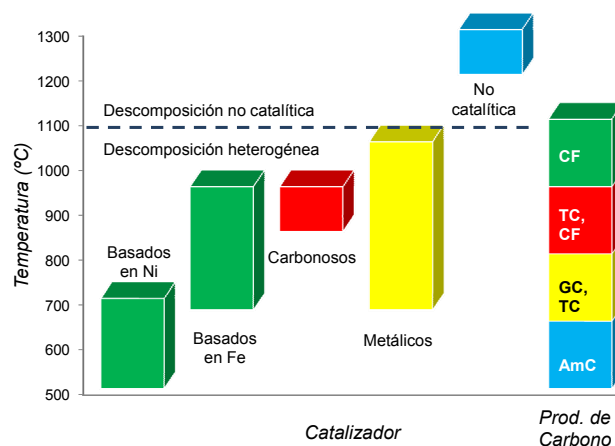 Temperatura (ºC)
1300
1200
1100
1000
900
800
700
600
500
Descomposición no catalítica
Descomposición heterogénea
Basados
en Ni
Basados
en Fe
Carbonosos
Metálicos
No
catalítica
CF
TC,
CF
GC,
TC
AmC
Catalizador
Prod. de
Carbono